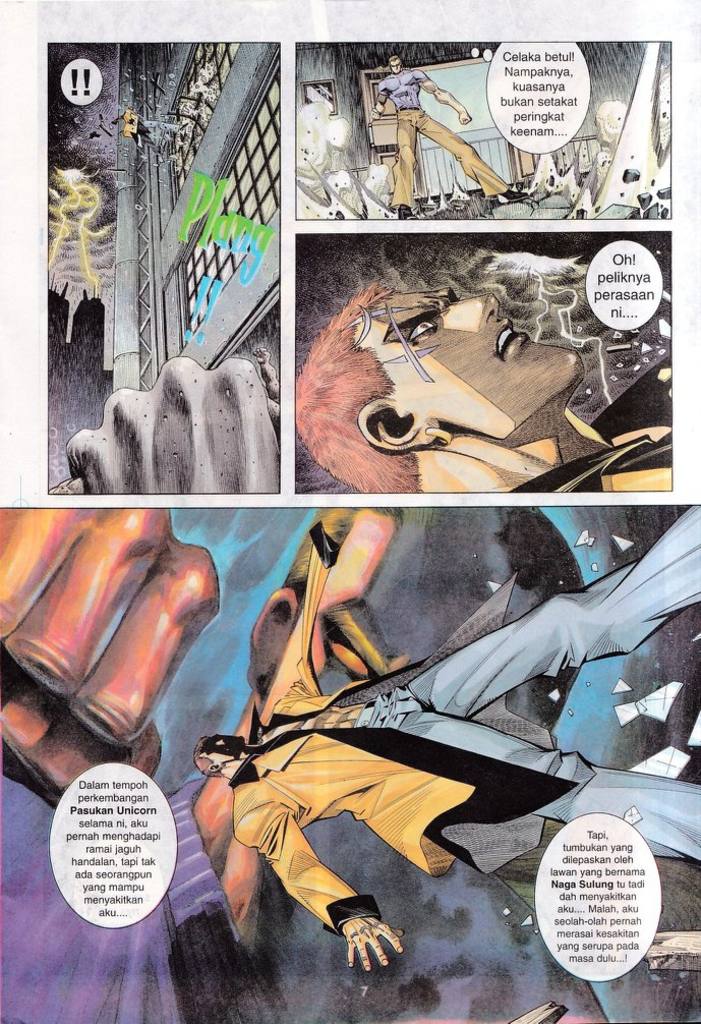 !!
Plang
!!
Celaka betul!
Nampaknya,
kuasanya
bukan setakat
peringkat
keenam....
Oh!
peliknya
perasaan
ni....
Dalam tempoh
perkembangan
Pasukan Unicorn
selama ni, aku
pernah menghadapi
ramai jaguh
handalan, tapi tak
ada seorangpun
yang mampu
menyakitkan
aku....
Tapi,
tumbukan yang
dilepaskan oleh
lawan yang bernama
Naga Sulung tu tadi
dah menyakitkan
aku.... Malah, aku
seolah-olah pernah
merasai kesakitan
yang serupa pada
masa dulu...!
7